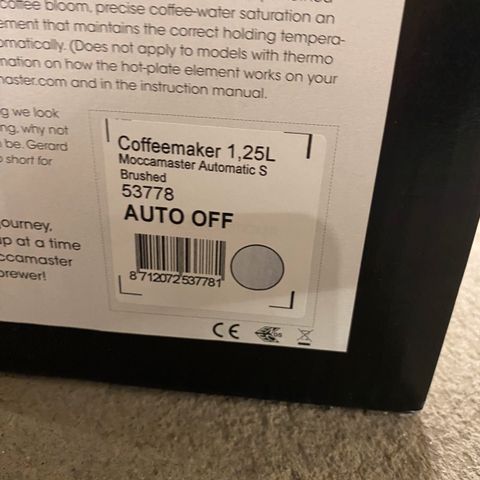 coffee bloom, precise coffee-water saturation an
ement that maintains the correct holding tempera-
omatically. (Does not apply to models with thermo
mation on how the hot-plate element works on your
master.com and in the instruction manual.
g we look
ng, why not
be. Gerard
short for
ourney,
up at a time
ccamaster
brewer!
Coffeemaker 1,25L
Moccamaster Automatic S
Brushed
53778
AUTO OFF
8 712072 537781
CE